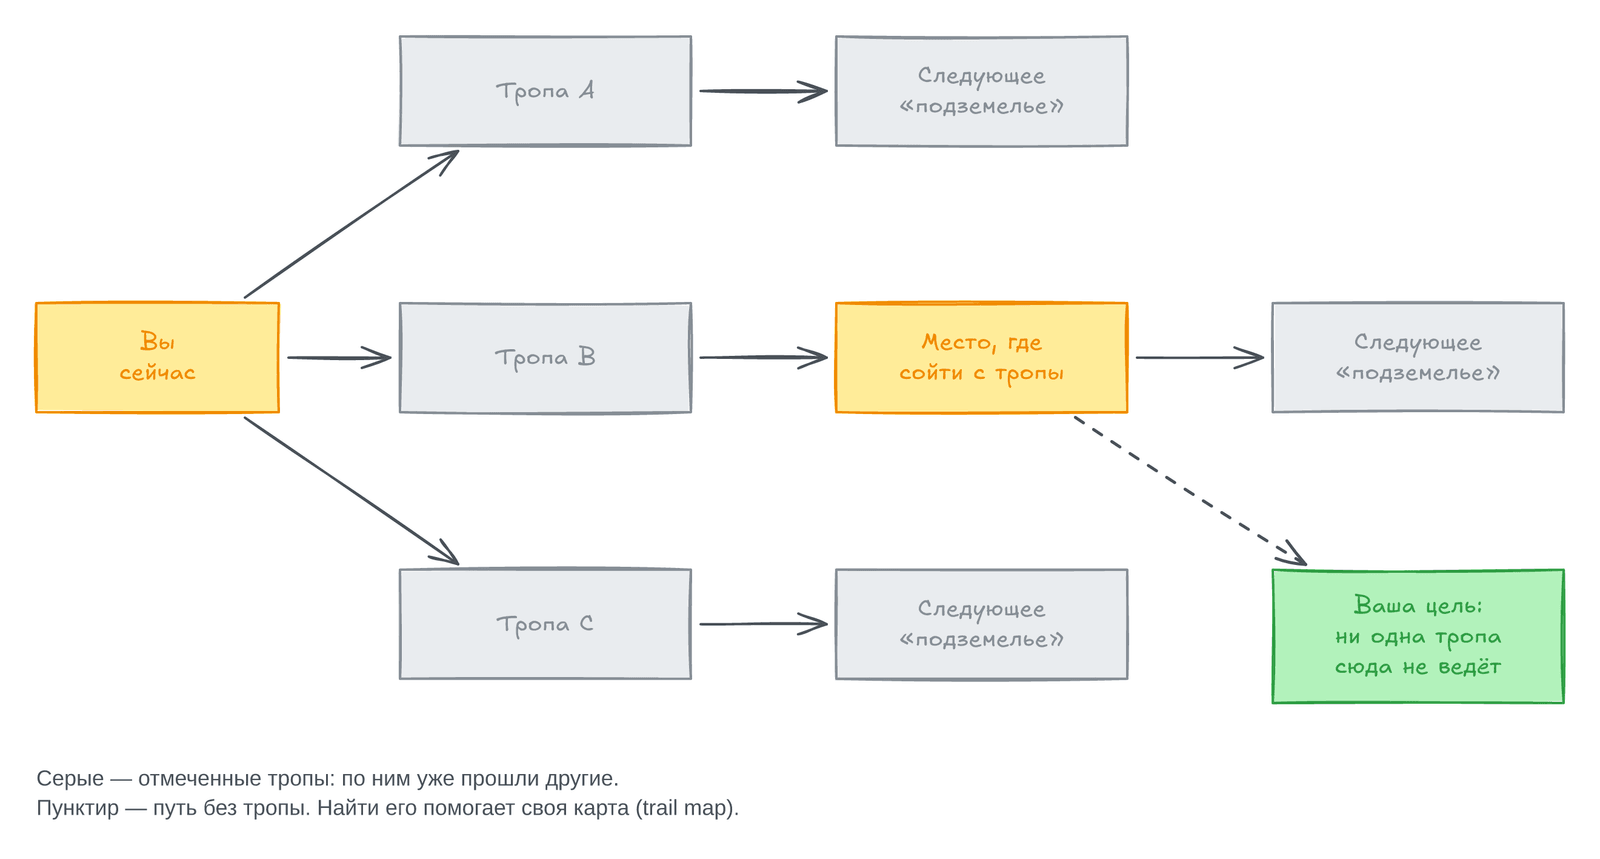 Тропа A
Следующее
«подземелье»
Вы
сейчас
Тропа B
Место, где
сойти с тропы
Следующее
«подземелье»
Тропа C
Следующее
«подземелье»
Ваша цель:
ни одна тропа
сюда не ведёт
Серые — отмеченные тропы: по ним уже прошли другие.
Пунктир — путь без тропы. Найти его помогает своя карта (trail map).